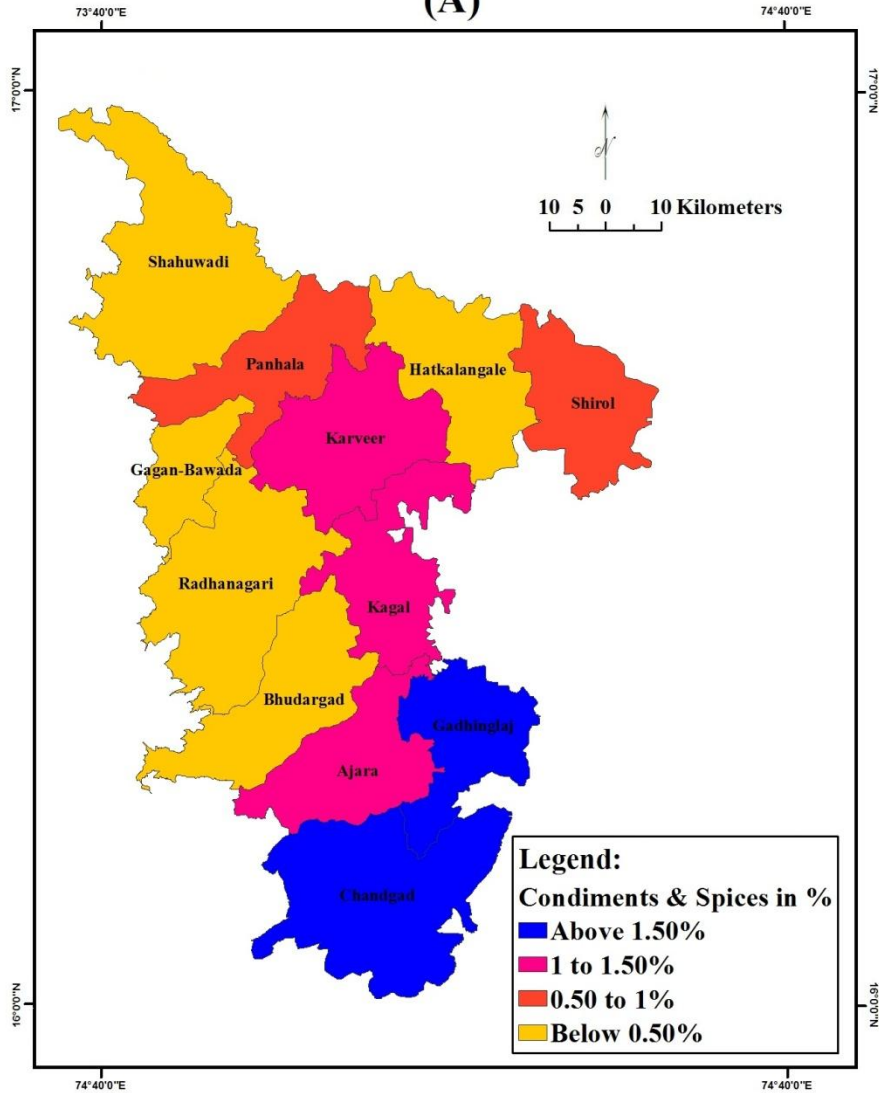 (A)
73°40'0"E 74°40'0"E
17°0'0"N 17°0'0"N
N
10 5 0 10 Kilometers
Shahuwadi
Panhala
Hatkalangale
Shirol
Karveer
Gagan-Bawada
Radhanagari
Kagal
Bhudargad
Gadhinglaj
Ajara
Chandgad
Legend:
Condiments & Spices in %
Above 1.50%
1 to 1.50%
0.50 to 1%
Below 0.50%
16°0'0"N 16°0'0"N
74°40'0"E 74°40'0"E